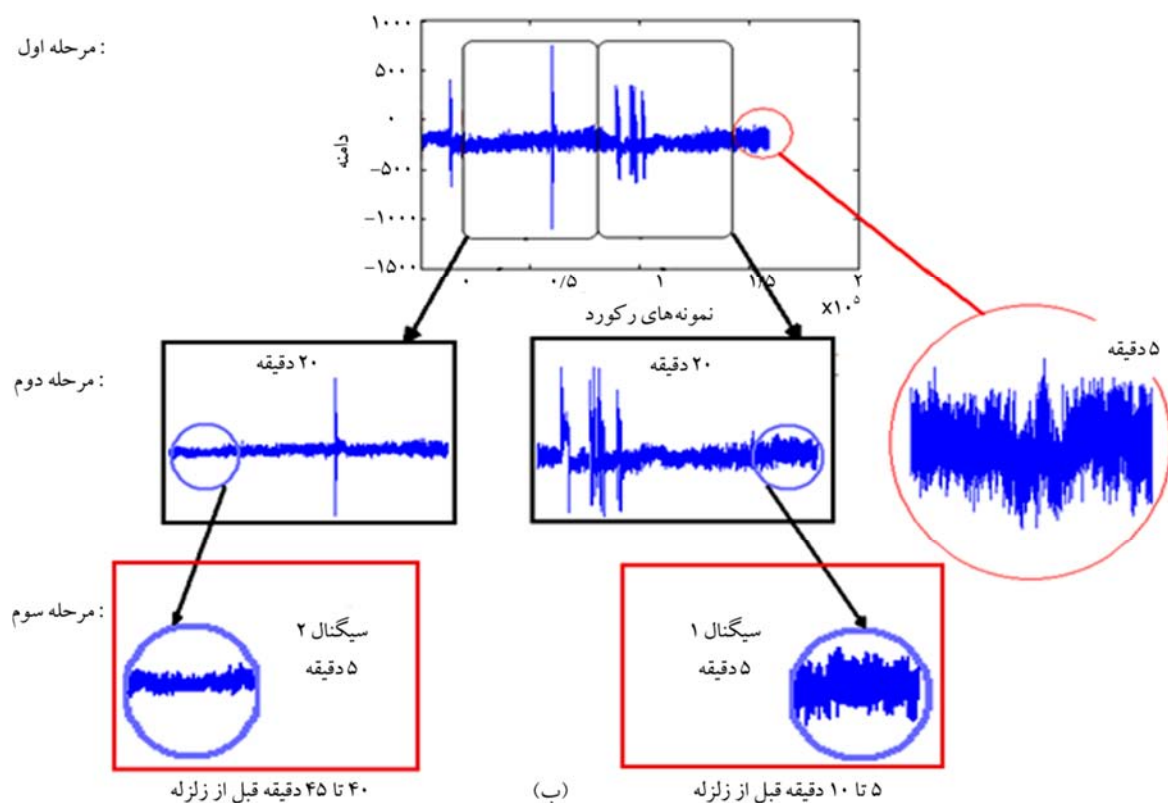 مرحله اول :
۱۰۰۰
۵۰۰
۰
−۵۰۰
−۱۰۰۰
−۱۵۰۰
دامنه
۰ ۰/۵ ۱ ۱/۵ ۲
x۱۰⁵
نمونه‌های رکورد
مرحله دوم :
۲۰ دقیقه
۲۰ دقیقه
۵ دقیقه
مرحله سوم :
سیگنال ۲
۵ دقیقه
سیگنال ۱
۵ دقیقه
۴۰ تا ۴۵ دقیقه قبل از زلزله
(ب)
۵ تا ۱۰ دقیقه قبل از زلزله